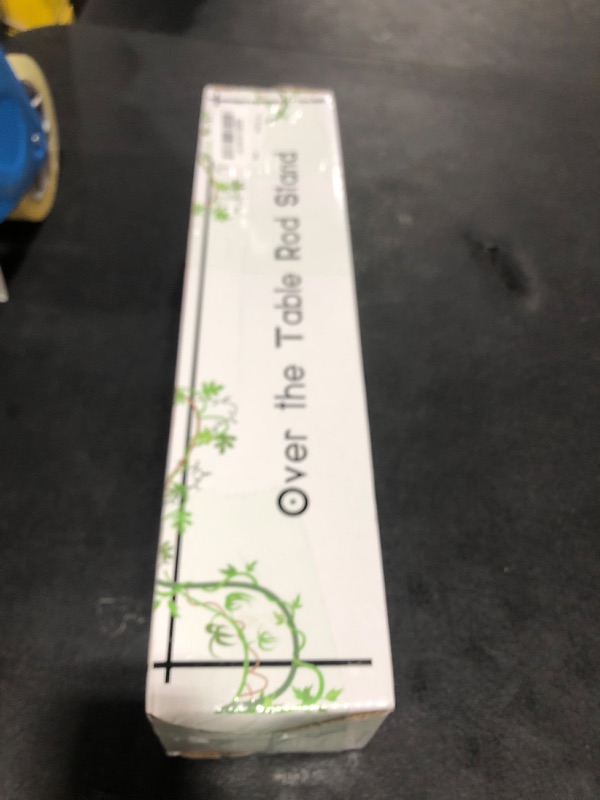 Over the Table Rod Stand